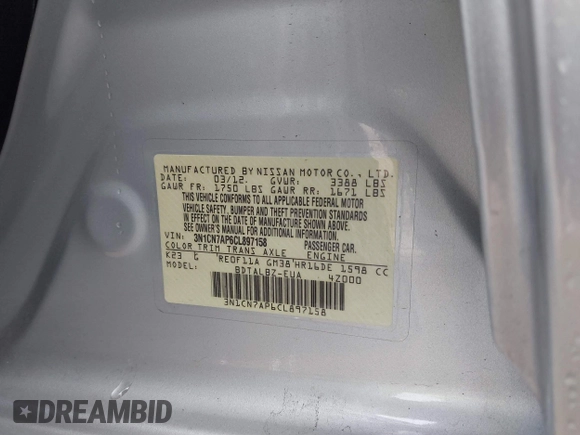 MANUFACTURED BY NISSAN MOTOR CO., LTD.
DATE: 03/12. GVWR: 3388 LBS
GAWR FR: 1750 LBS GAWR RR: 1671 LBS
THIS VEHICLE CONFORMS TO ALL APPLICABLE FEDERAL MOTOR
VEHICLE SAFETY, BUMPER AND THEFT PREVENTION STANDARDS
IN EFFECT ON THE DATE OF MANUFACTURE SHOWN ABOVE.
SEE OWNER'S MANUAL FOR ADDITIONAL INFORMATION
VIN: 3N1CN7AP6CL897158 PASSENGER CAR.
COLOR TRIM TRANS AXLE ENGINE
K23 G RE0F11A GM38 HR16DE 1598 CC
MODEL: BDTALBZ-EUA 4Z000
3N1CN7AP6CL897158
DREAMBID